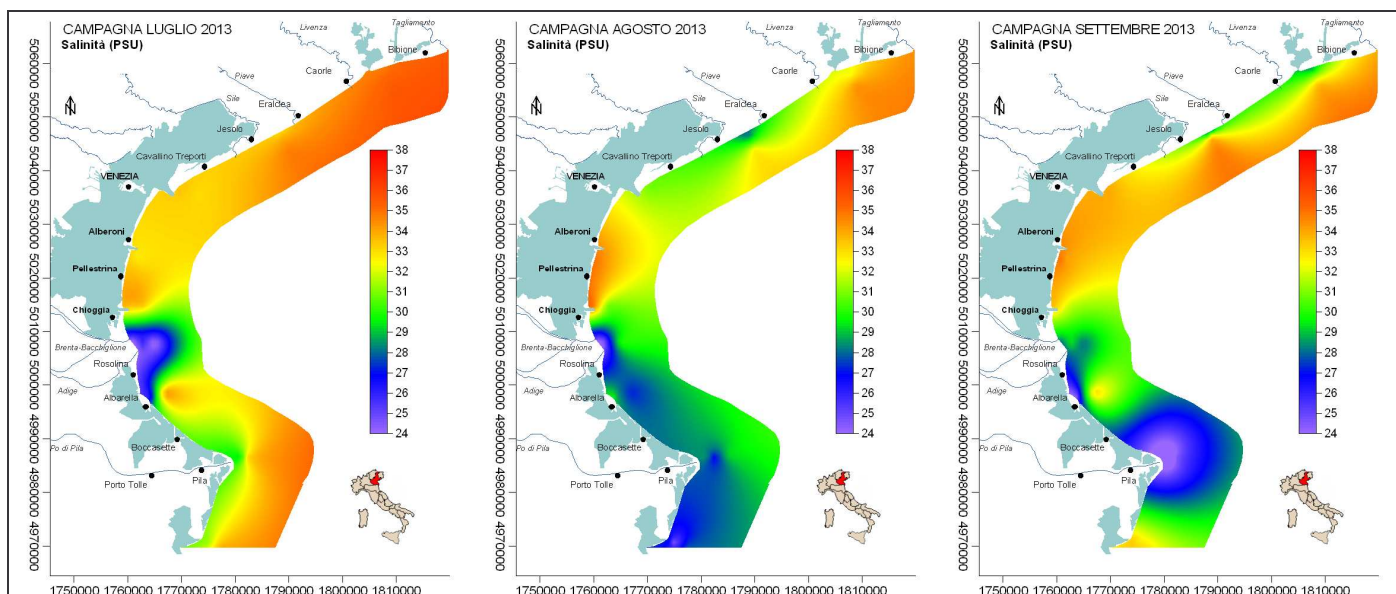 CAMPAGNA LUGLIO 2013
Salinità (PSU)
Livenza
Tagliamento
Bibione
Caorle
Piave
Sile
Eraldea
Jesolo
Cavallino Treporti
VENEZIA
Alberoni
Pellestrina
Chioggia
Brenta-Bacchiglione
Rosolina
Adige
Albarella
Boccasette
Po di Pila
Porto Tolle
Pila
N
38
37
36
35
34
33
32
31
30
29
28
27
26
25
24
5060000
5050000
5040000
5030000
5020000
5010000
5000000
4990000
4980000
4970000
1750000 1760000 1770000 1780000 1790000 1800000 1810000
CAMPAGNA AGOSTO 2013
Salinità (PSU)
Livenza
Tagliamento
Bibione
Caorle
Piave
Sile
Eraldea
Jesolo
Cavallino Treporti
VENEZIA
Alberoni
Pellestrina
Chioggia
Brenta-Bacchiglione
Rosolina
Adige
Albarella
Boccasette
Po di Pila
Porto Tolle
Pila
N
38
37
36
35
34
33
32
31
30
29
28
27
26
25
24
5060000
5050000
5040000
5030000
5020000
5010000
5000000
4990000
4980000
4970000
1750000 1760000 1770000 1780000 1790000 1800000 1810000
CAMPAGNA SETTEMBRE 2013
Salinità (PSU)
Livenza
Tagliamento
Bibione
Caorle
Piave
Sile
Eraldea
Jesolo
Cavallino Treporti
VENEZIA
Alberoni
Pellestrina
Chioggia
Brenta-Bacchiglione
Rosolina
Adige
Albarella
Boccasette
Po di Pila
Porto Tolle
Pila
N
38
37
36
35
34
33
32
31
30
29
28
27
26
25
24
5060000
5050000
5040000
5030000
5020000
5010000
5000000
4990000
4980000
4970000
1750000 1760000 1770000 1780000 1790000 1800000 1810000